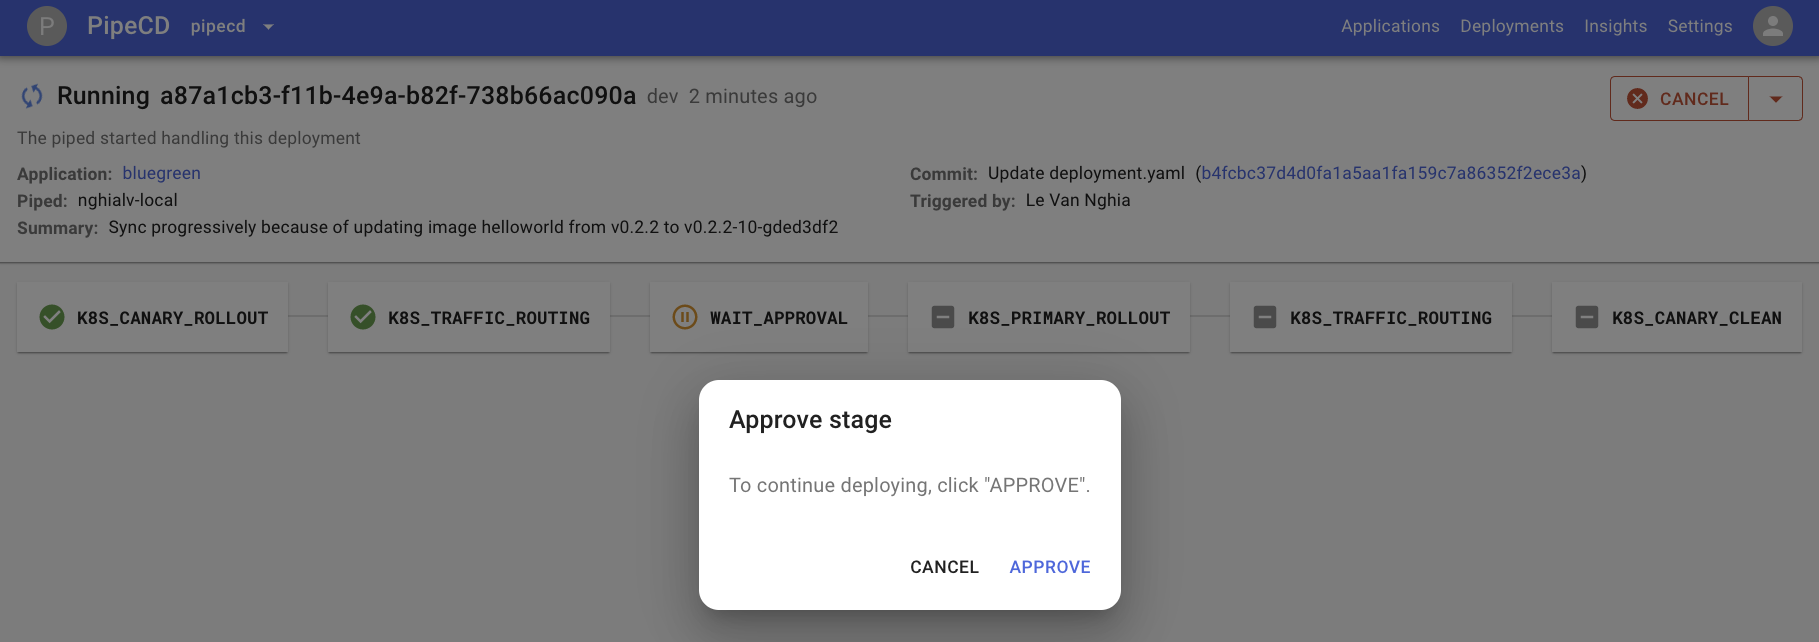 P PipeCD pipecd Applications Deployments Insights Settings
Running a87a1cb3-f11b-4e9a-b82f-738b66ac090a dev 2 minutes ago
CANCEL
The piped started handling this deployment
Application: bluegreen
Piped: nghialv-local
Summary: Sync progressively because of updating image helloworld from v0.2.2 to v0.2.2-10-gded3df2
Commit: Update deployment.yaml (b4fcbc37d4d0fa1a5aa1fa159c7a86352f2ece3a)
Triggered by: Le Van Nghia
K8S_CANARY_ROLLOUT K8S_TRAFFIC_ROUTING WAIT_APPROVAL K8S_PRIMARY_ROLLOUT K8S_TRAFFIC_ROUTING K8S_CANARY_CLEAN
Approve stage
To continue deploying, click "APPROVE".
CANCEL APPROVE